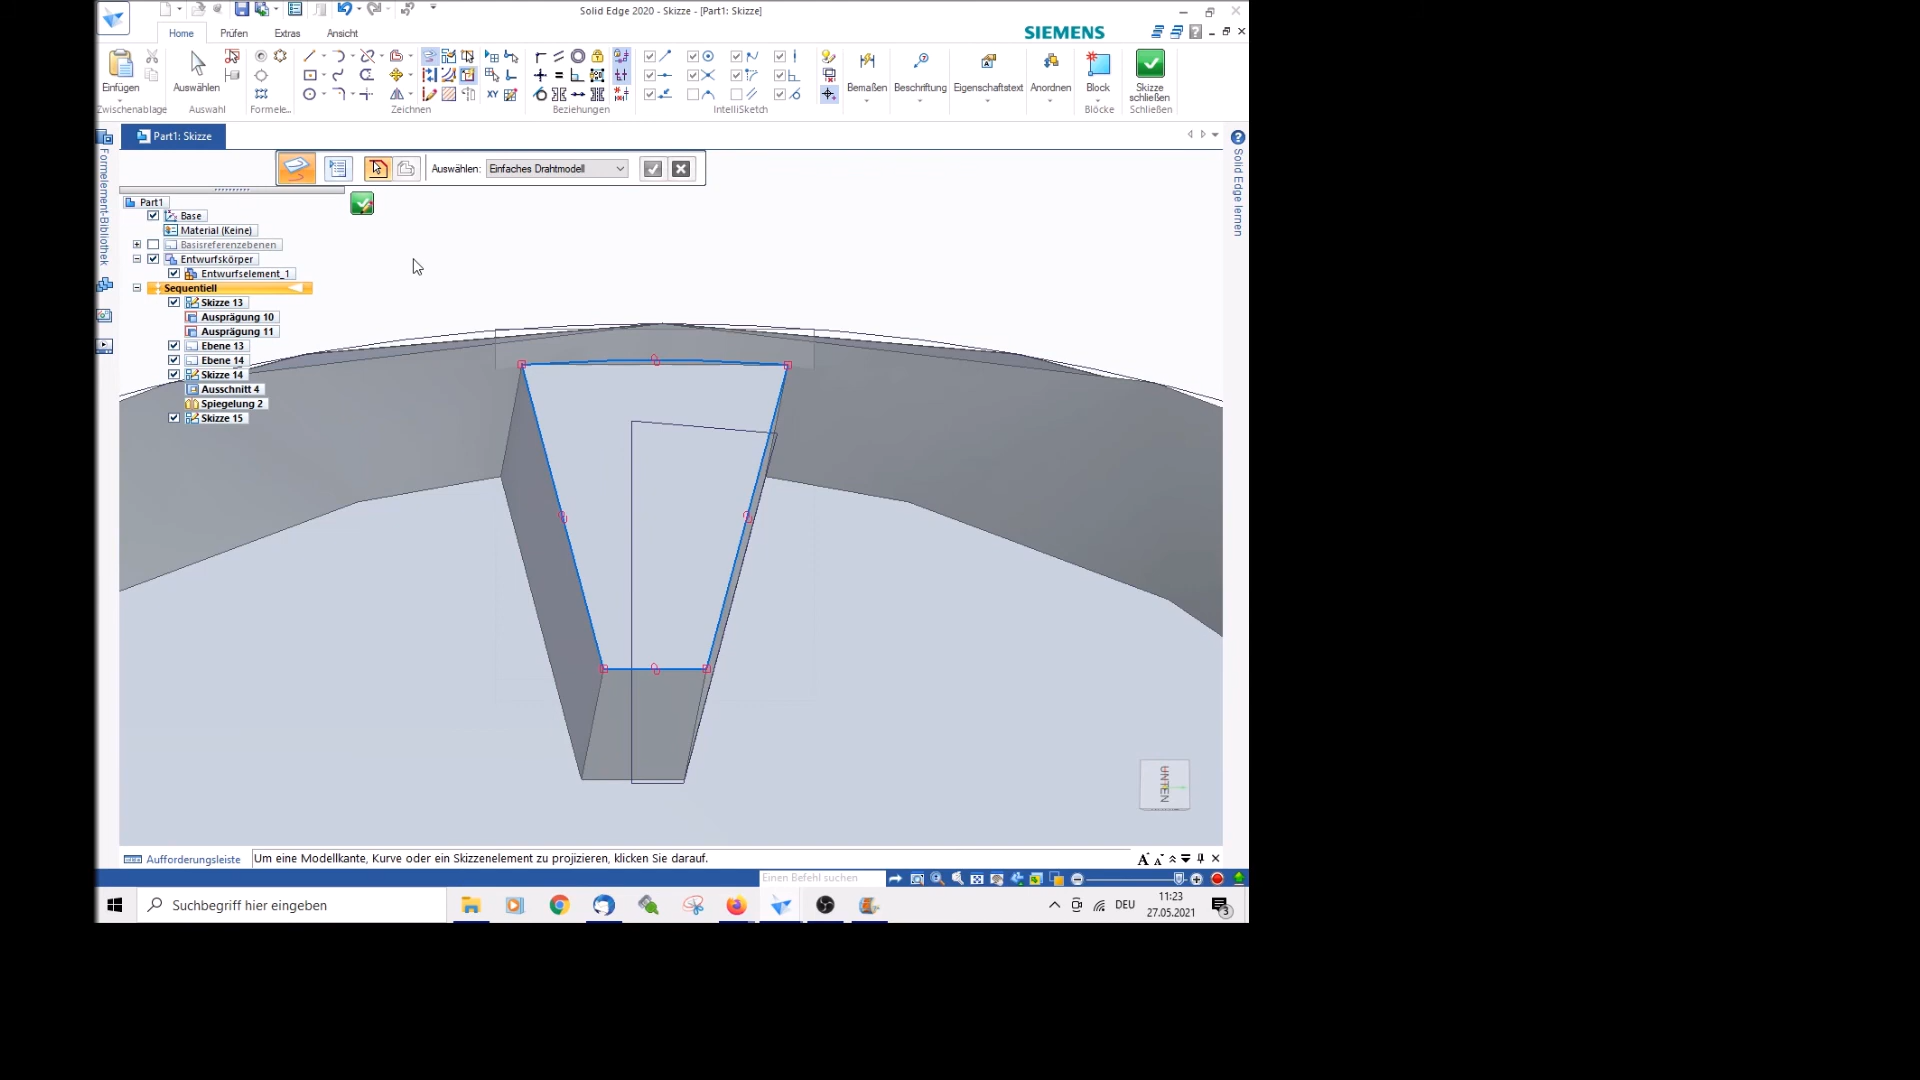 Solid Edge 2020 - Skizze - [Part1: Skizze]
Home
Prüfen
Extras
Ansicht
SIEMENS
Einfügen
Auswählen
Bemaßen
Beschriftung
Eigenschaftstext
Anordnen
Block
Skizze
schließen
XY
Zwischenablage
Auswahl
Formele...
Zeichnen
Beziehungen
IntelliSketch
Blöcke
Schließen
Part1: Skizze
Auswählen:
Einfaches Drahtmodell
Formelement-Bibliothek
Solid Edge lernen
Part1
Base
Material (Keine)
Basisreferenzebenen
Entwurfskörper
Entwurfselement_1
Sequentiell
Skizze 13
Ausprägung 10
Ausprägung 11
Ebene 13
Ebene 14
Skizze 14
Ausschnitt 4
Spiegelung 2
Skizze 15
UNTEN
Aufforderungsleiste
Um eine Modellkante, Kurve oder ein Skizzenelement zu projizieren, klicken Sie darauf.
Einen Befehl suchen
Suchbegriff hier eingeben
DEU
11:23
27.05.2021
3